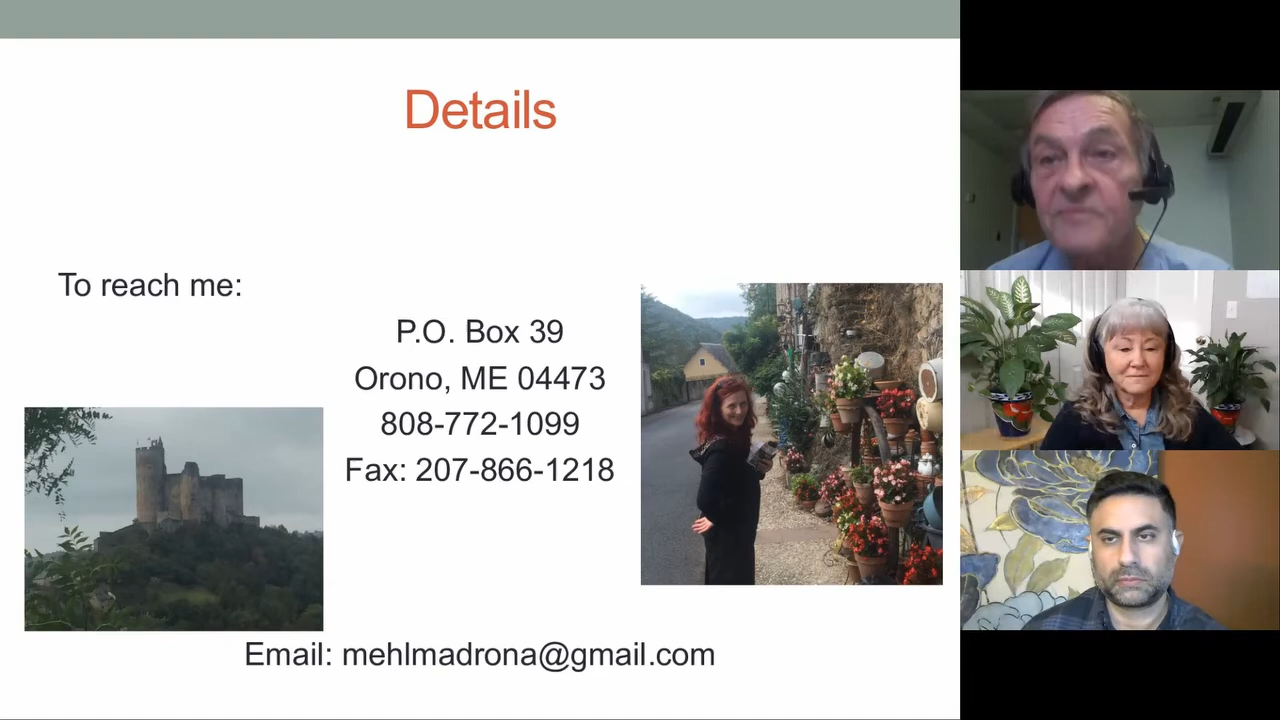 Details
To reach me:
P.O. Box 39
Orono, ME 04473
808-772-1099
Fax: 207-866-1218
Email: mehlmadrona@gmail.com